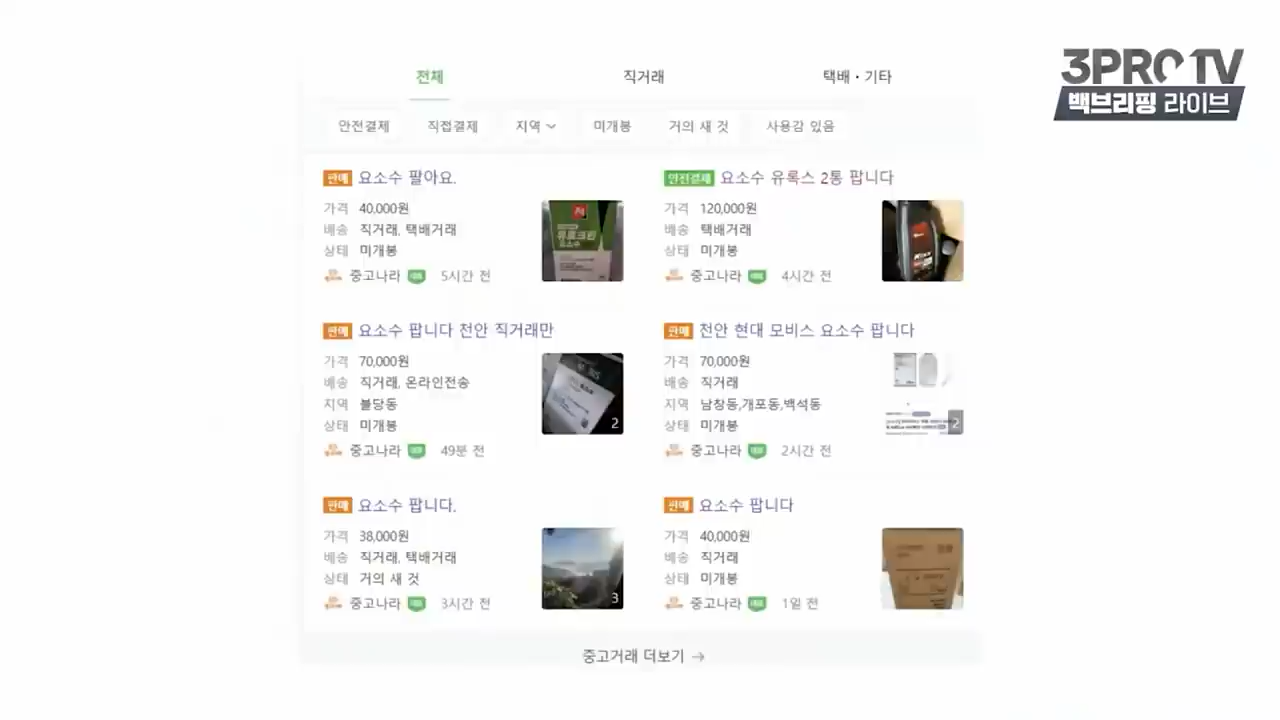 3PRO TV
백브리핑 라이브
전체
직거래
택배・기타
안전결제
직접결제
지역
미개봉
거의 새 것
사용감 있음
판매 요소수 팔아요.
가격 40,000원
배송 직거래, 택배거래
상태 미개봉
중고나라 5시간 전
안전결제 요소수 유록스 2통 팝니다
가격 120,000원
배송 택배거래
상태 미개봉
중고나라 4시간 전
판매 요소수 팝니다 천안 직거래만
가격 70,000원
배송 직거래, 온라인전송
지역 불당동
상태 미개봉
중고나라 49분 전
2
판매 천안 현대 모비스 요소수 팝니다
가격 70,000원
배송 직거래
지역 남창동,개포동,백석동
상태 미개봉
중고나라 2시간 전
2
판매 요소수 팝니다.
가격 38,000원
배송 직거래, 택배거래
상태 거의 새 것
중고나라 3시간 전
3
판매 요소수 팝니다
가격 40,000원
배송 직거래
상태 미개봉
중고나라 1일 전
중고거래 더보기 →